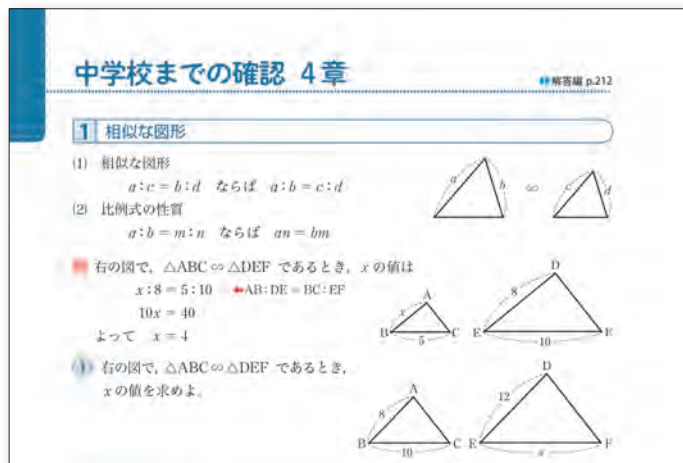 中学校までの確認 4章
解答編 p.212
1 相似な図形
(1) 相似な図形
a:c=b:d ならば a:b=c:d
(2) 比例式の性質
a:b=m:n ならば an=bm
a b ∽ c d
右の図で，△ABC∽△DEF であるとき，xの値は
x:8=5:10 ←AB:DE=BC:EF
10x=40
よって x=4
A x B 5 C
D 8 E 10 F
1 右の図で，△ABC∽△DEF であるとき，
xの値を求めよ。
A 8 B 10 C
D 12 E x F